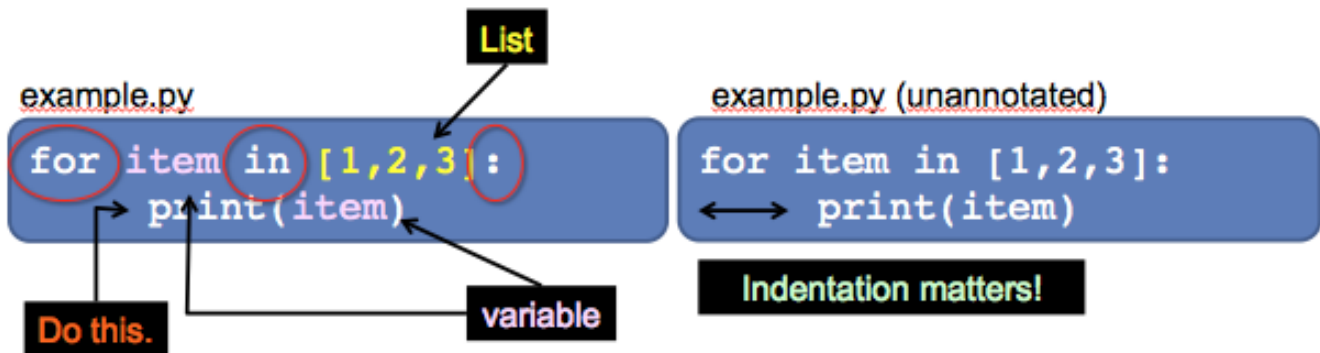 List
example.py
for item in [1,2,3]:
print(item)
Do this.
variable
example.py (unannotated)
for item in [1,2,3]:
print(item)
Indentation matters!